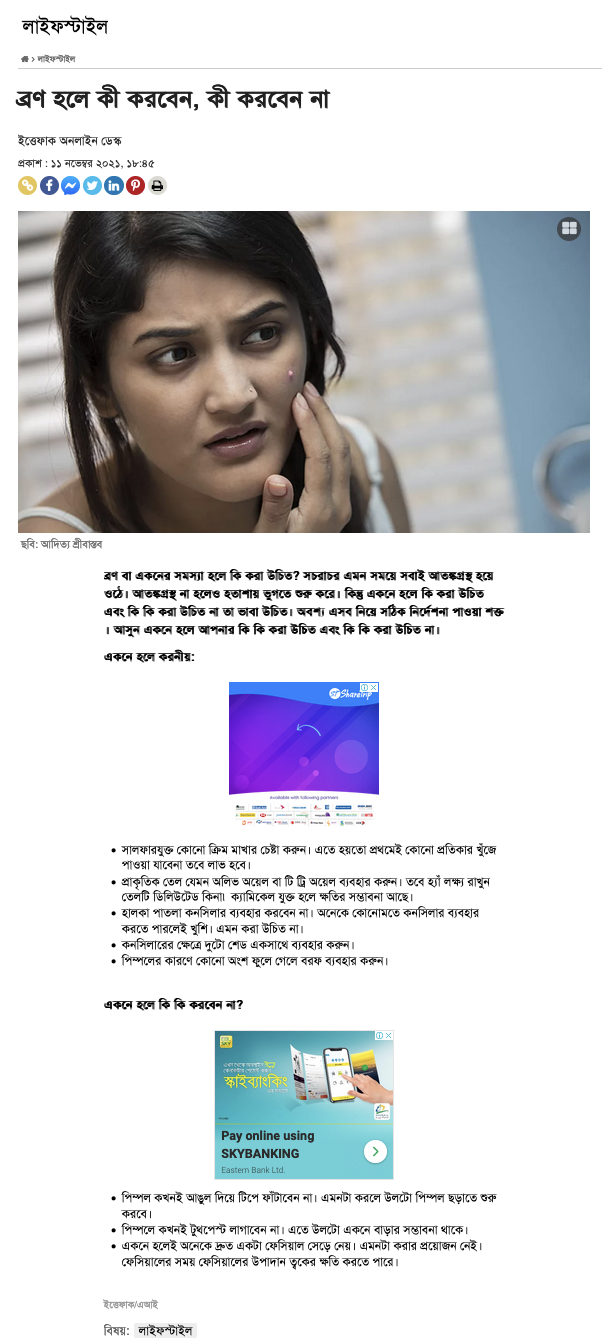 লাইফস্টাইল
› লাইফস্টাইল
ব্রণ হলে কী করবেন, কী করবেন না
ইত্তেফাক অনলাইন ডেস্ক
প্রকাশ : ১১ নভেম্বর ২০২১, ১৮:৪৫
ছবি: আদিত্য শ্রীবাস্তব
ব্রণ বা একনের সমস্যা হলে কি করা উচিত? সচরাচর এমন সময়ে সবাই আতঙ্কগ্রস্থ হয়ে
ওঠে। আতঙ্কগ্রস্থ না হলেও হতাশায় ভুগতে শুরু করে। কিন্তু একনে হলে কি করা উচিত
এবং কি কি করা উচিত না তা ভাবা উচিত। অবশ্য এসব নিয়ে সঠিক নির্দেশনা পাওয়া শক্ত
। আসুন একনে হলে আপনার কি কি করা উচিত এবং কি কি করা উচিত না।
একনে হলে করনীয়:
ST Sharetrip
Available with following partners
• সালফারযুক্ত কোনো ক্রিম মাখার চেষ্টা করুন। এতে হয়তো প্রথমেই কোনো প্রতিকার খুঁজে
পাওয়া যাবেনা তবে লাভ হবে।
• প্রাকৃতিক তেল যেমন অলিভ অয়েল বা টি ট্রি অয়েল ব্যবহার করুন। তবে হ্যাঁ লক্ষ্য রাখুন
তেলটি ডিলিউটেড কিনা৷ ক্যামিকেল যুক্ত হলে ক্ষতির সম্ভাবনা আছে।
• হালকা পাতলা কনসিলার ব্যবহার করবেন না। অনেকে কোনোমতে কনসিলার ব্যবহার
করতে পারলেই খুশি। এমন করা উচিত না।
• কনসিলারের ক্ষেত্রে দুটো শেড একসাথে ব্যবহার করুন।
• পিম্পলের কারণে কোনো অংশ ফুলে গেলে বরফ ব্যবহার করুন।
একনে হলে কি কি করবেন না?
SKY
স্কাইব্যাংকিং
Pay online using
SKYBANKING
Eastern Bank Ltd.
• পিম্পল কখনই আঙুল দিয়ে টিপে ফাঁটাবেন না। এমনটা করলে উলটো পিম্পল ছড়াতে শুরু
করবে।
• পিম্পলে কখনই টুথপেস্ট লাগাবেন না। এতে উলটো একনে বাড়ার সম্ভাবনা থাকে।
• একনে হলেই অনেকে দ্রুত একটা ফেসিয়াল সেড়ে নেয়। এমনটা করার প্রয়োজন নেই।
ফেসিয়ালের সময় ফেসিয়ালের উপাদান ত্বকের ক্ষতি করতে পারে।
ইত্তেফাক/এআই
বিষয়: লাইফস্টাইল